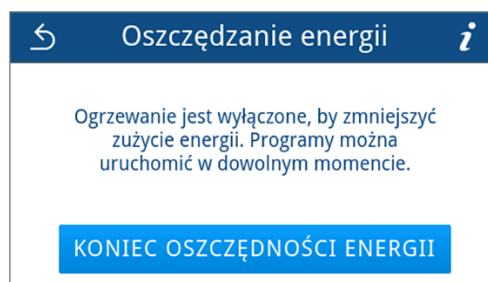 Oszczędzanie energii i
Ogrzewanie jest wyłączone, by zmniejszyć
zużycie energii. Programy można
uruchomić w dowolnym momencie.
KONIEC OSZCZĘDNOŚCI ENERGII